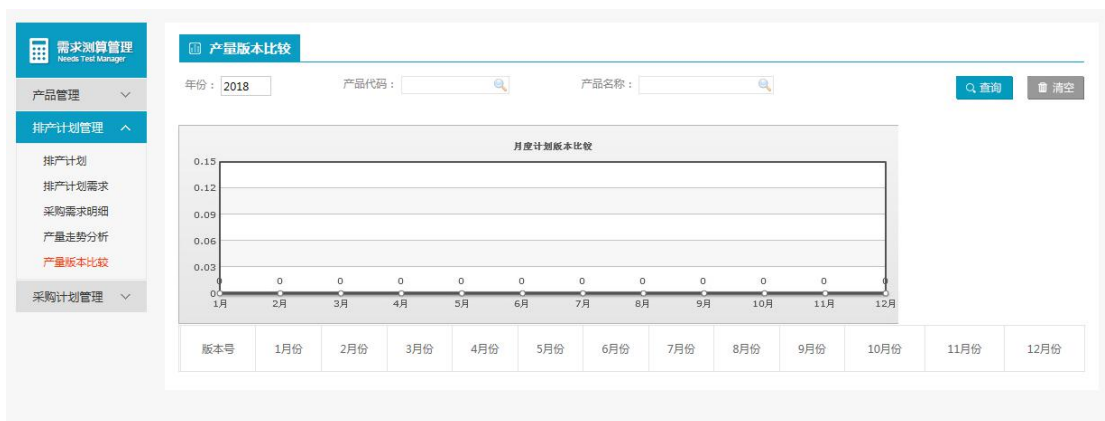 需求测算管理
Needs Test Manager
产品管理
排产计划管理
排产计划
排产计划需求
采购需求明细
产量走势分析
产量版本比较
采购计划管理
产量版本比较
年份： 2018 产品代码： 产品名称： 查询 清空
月度计划版本比较
0.15
0.12
0.09
0.06
0.03
0 0 0 0 0 0 0 0 0 0 0 0
0
1月 2月 3月 4月 5月 6月 7月 8月 9月 10月 11月 12月
版本号 1月份 2月份 3月份 4月份 5月份 6月份 7月份 8月份 9月份 10月份 11月份 12月份